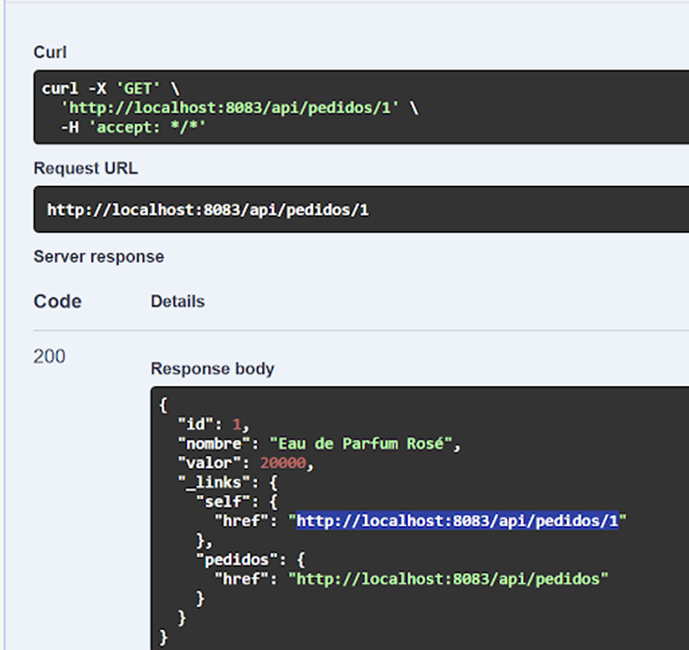 Curl
curl -X 'GET' \
  'http://localhost:8083/api/pedidos/1' \
  -H 'accept: */*'
Request URL
http://localhost:8083/api/pedidos/1
Server response
Code Details
200
Response body
{
  "id": 1,
  "nombre": "Eau de Parfum Rosé",
  "valor": 20000,
  "_links": {
    "self": {
      "href": "http://localhost:8083/api/pedidos/1"
    },
    "pedidos": {
      "href": "http://localhost:8083/api/pedidos"
    }
  }
}